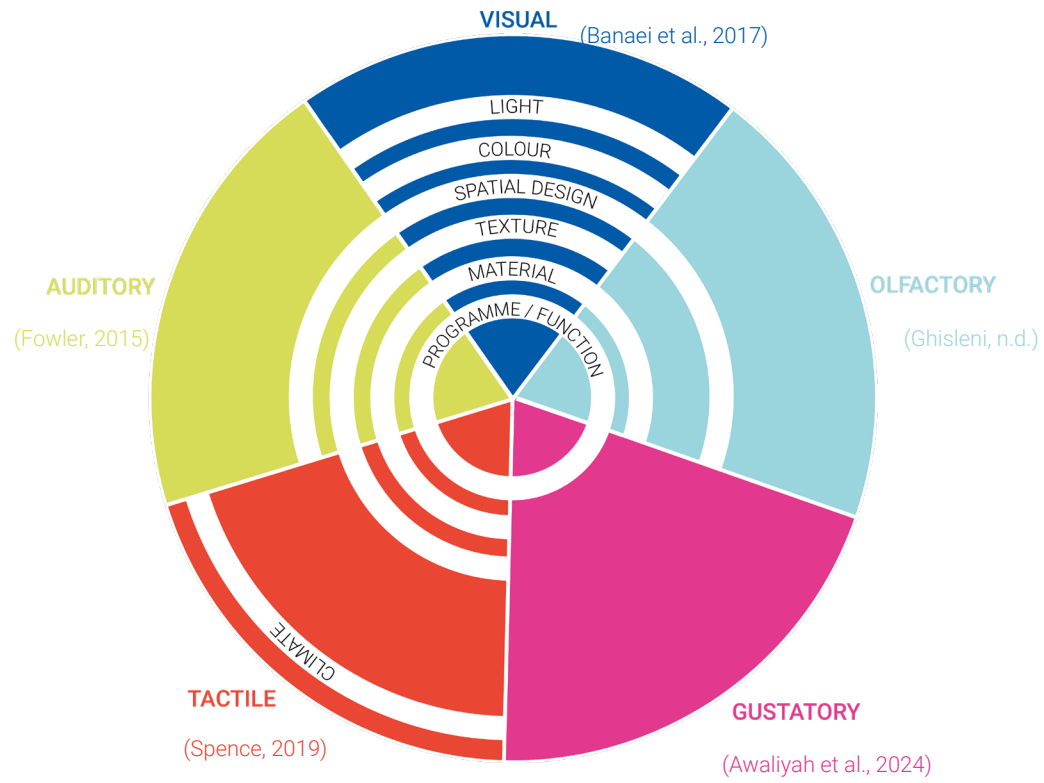 VISUAL
(Banaei et al., 2017)
LIGHT
COLOUR
SPATIAL DESIGN
TEXTURE
MATERIAL
PROGRAMME / FUNCTION
AUDITORY
(Fowler, 2015)
OLFACTORY
(Ghisleni, n.d.)
CLIMATE
TACTILE
(Spence, 2019)
GUSTATORY
(Awaliyah et al., 2024)